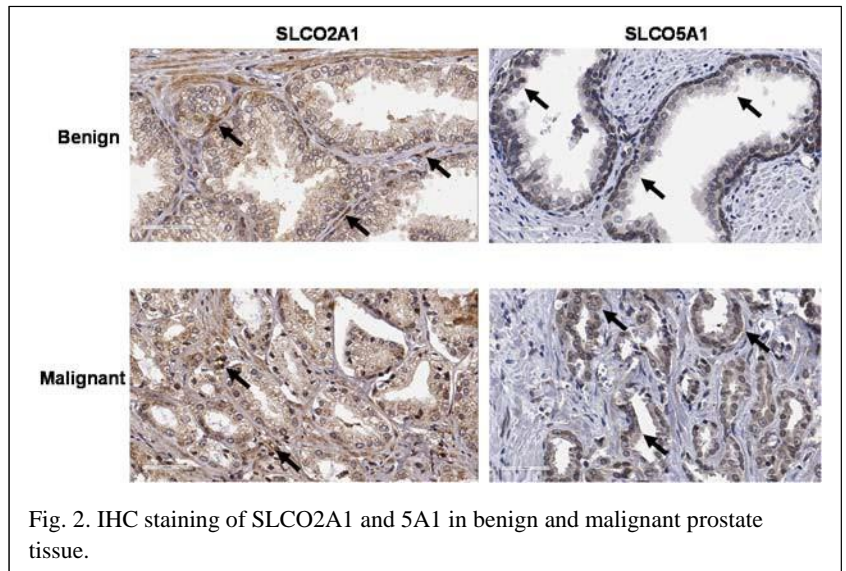 SLCO2A1 SLCO5A1
Benign
Malignant
Fig. 2. IHC staining of SLCO2A1 and 5A1 in benign and malignant prostate
tissue.